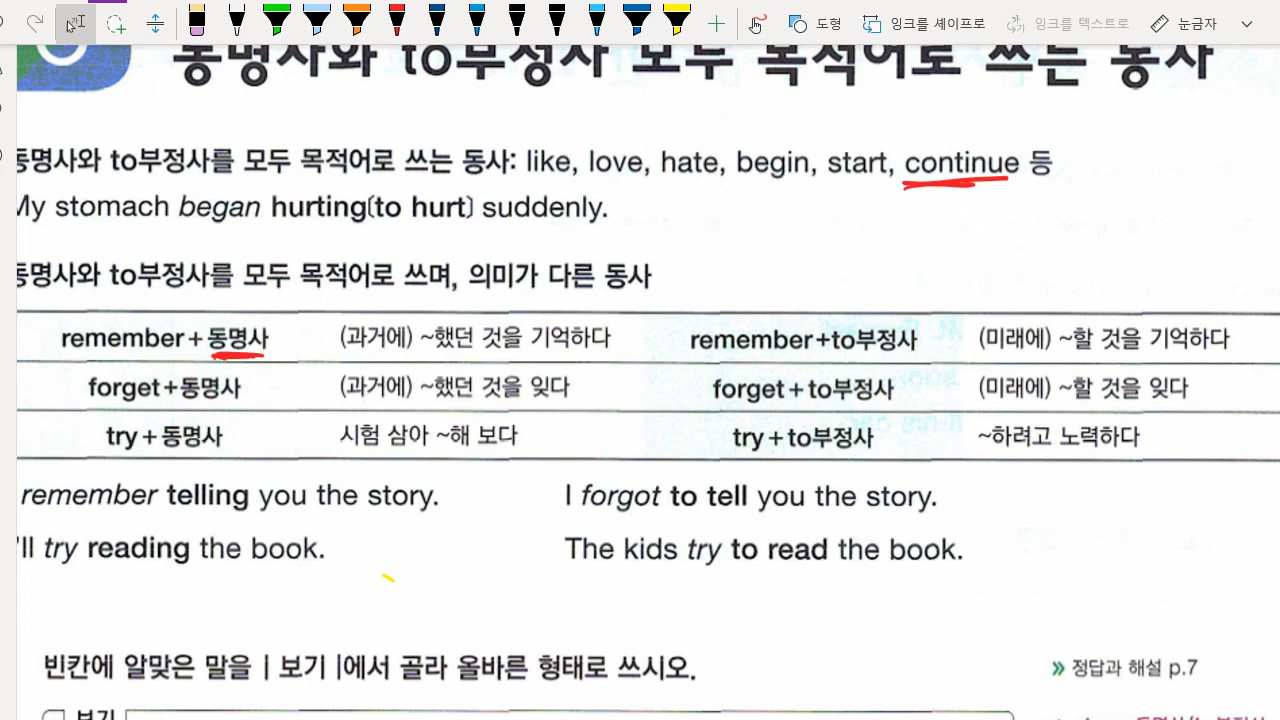 도형 잉크를 셰이프로 잉크를 텍스트로 눈금자
동명사와 to부정사 모두 목적어로 쓰는 동사
동명사와 to부정사를 모두 목적어로 쓰는 동사: like, love, hate, begin, start, continue 등
My stomach began hurting(to hurt) suddenly.
동명사와 to부정사를 모두 목적어로 쓰며, 의미가 다른 동사
remember+동명사 (과거에) ~했던 것을 기억하다 remember+to부정사 (미래에) ~할 것을 기억하다
forget+동명사 (과거에) ~했던 것을 잊다 forget+to부정사 (미래에) ~할 것을 잊다
try+동명사 시험 삼아 ~해 보다 try+to부정사 ~하려고 노력하다
remember telling you the story. I forgot to tell you the story.
'll try reading the book. The kids try to read the book.
빈칸에 알맞은 말을 | 보기 |에서 골라 올바른 형태로 쓰시오. » 정답과 해설 p.7
보기